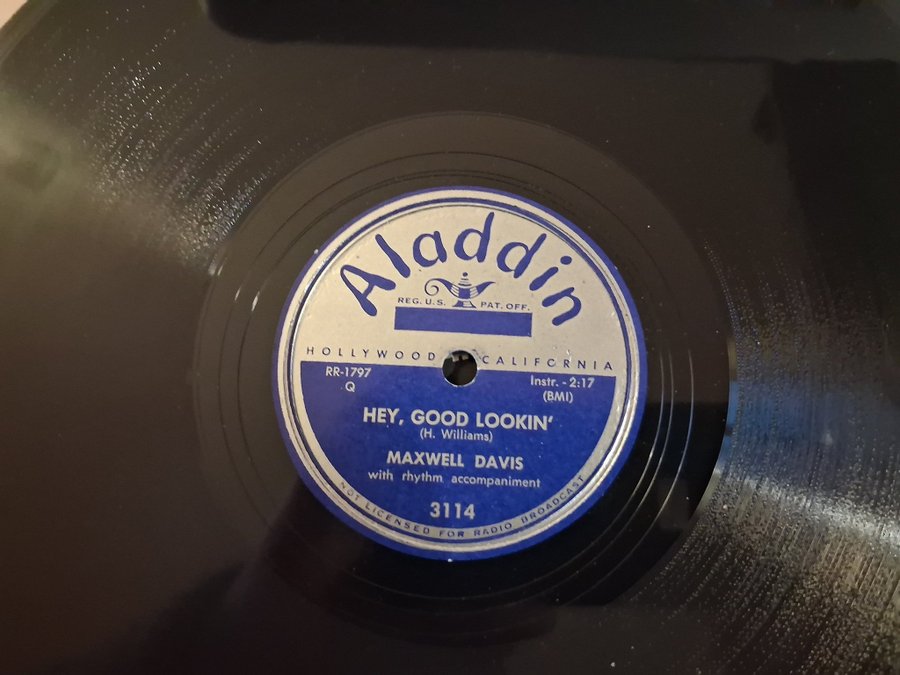 Aladdin
REG. U.S. PAT. OFF.
HOLLYWOOD CALIFORNIA
RR-1797
Q
Instr. - 2:17
(BMI)
HEY, GOOD LOOKIN'
(H. Williams)
MAXWELL DAVIS
with rhythm accompaniment
3114
NOT LICENSED FOR RADIO BROADCAST